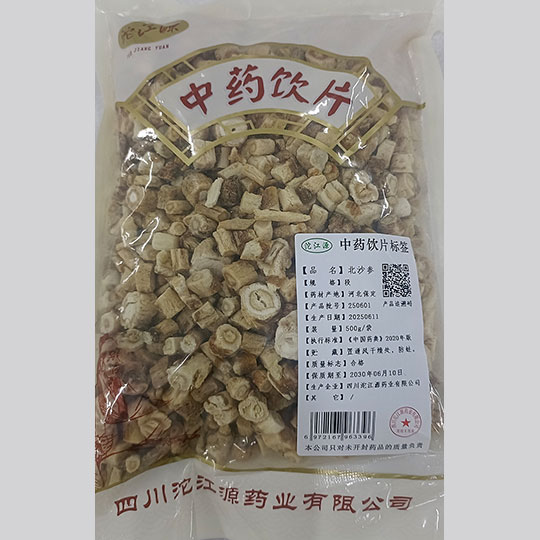 沱江源
JIANG YUAN
中药饮片
沱江源 中药饮片标签
【品 名】北沙参
【规 格】段
【药材产地】河北保定
【产品批号】250601
产品追溯码
【生产日期】20250611
【装 量】500g/袋
【执行标准】《中国药典》2020年版
【贮 藏】置通风干燥处，防蛀。
【质量标志】合格
【保质期至】2030年06月10日
【生产企业】四川沱江源药业有限公司
【其 它】/
6 972167 963396
本公司只对未开封药品的质量负责
四川沱江源药业有限公司